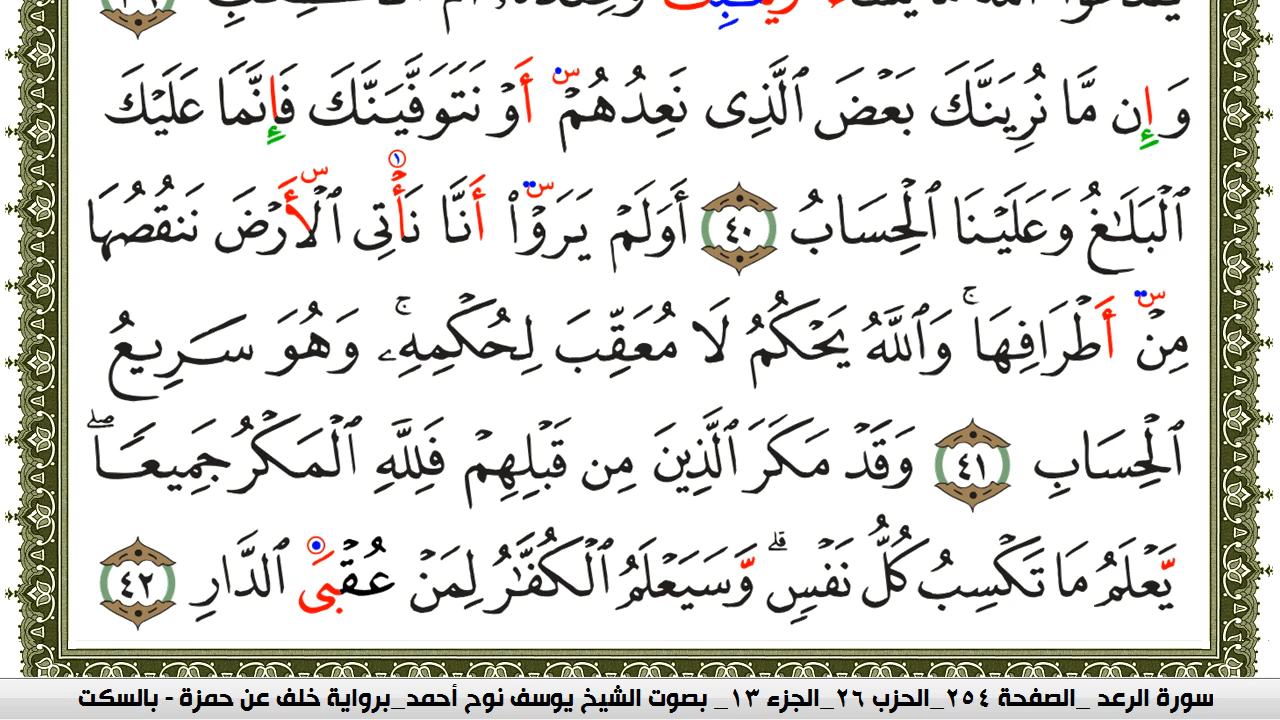 وَإِن مَّا نُرِيَنَّكَ بَعْضَ ٱلَّذِى نَعِدُهُمْ أَوْ نَتَوَفَّيَنَّكَ فَإِنَّمَا عَلَيْكَ
ٱلْبَلَـٰغُ وَعَلَيْنَا ٱلْحِسَابُ ٤٠ أَوَلَمْ يَرَوْا۟ أَنَّا نَأْتِى ٱلْأَرْضَ نَنقُصُهَا
مِنْ أَطْرَافِهَا ۚ وَٱللَّهُ يَحْكُمُ لَا مُعَقِّبَ لِحُكْمِهِۦ ۚ وَهُوَ سَرِيعُ
ٱلْحِسَابِ ٤١ وَقَدْ مَكَرَ ٱلَّذِينَ مِن قَبْلِهِمْ فَلِلَّهِ ٱلْمَكْرُ جَمِيعًا ۖ
يَّعْلَمُ مَا تَكْسِبُ كُلُّ نَفْسٍ ۗ وَّسَيَعْلَمُ ٱلْكُفَّـٰرُ لِمَنْ عُقْبَى ٱلدَّارِ ٤٢
سورة الرعد _الصفحة ٢٥٤_الحزب ٢٦_الجزء ١٣_ بصوت الشيخ يوسف نوح أحمد_برواية خلف عن حمزة - بالسكت